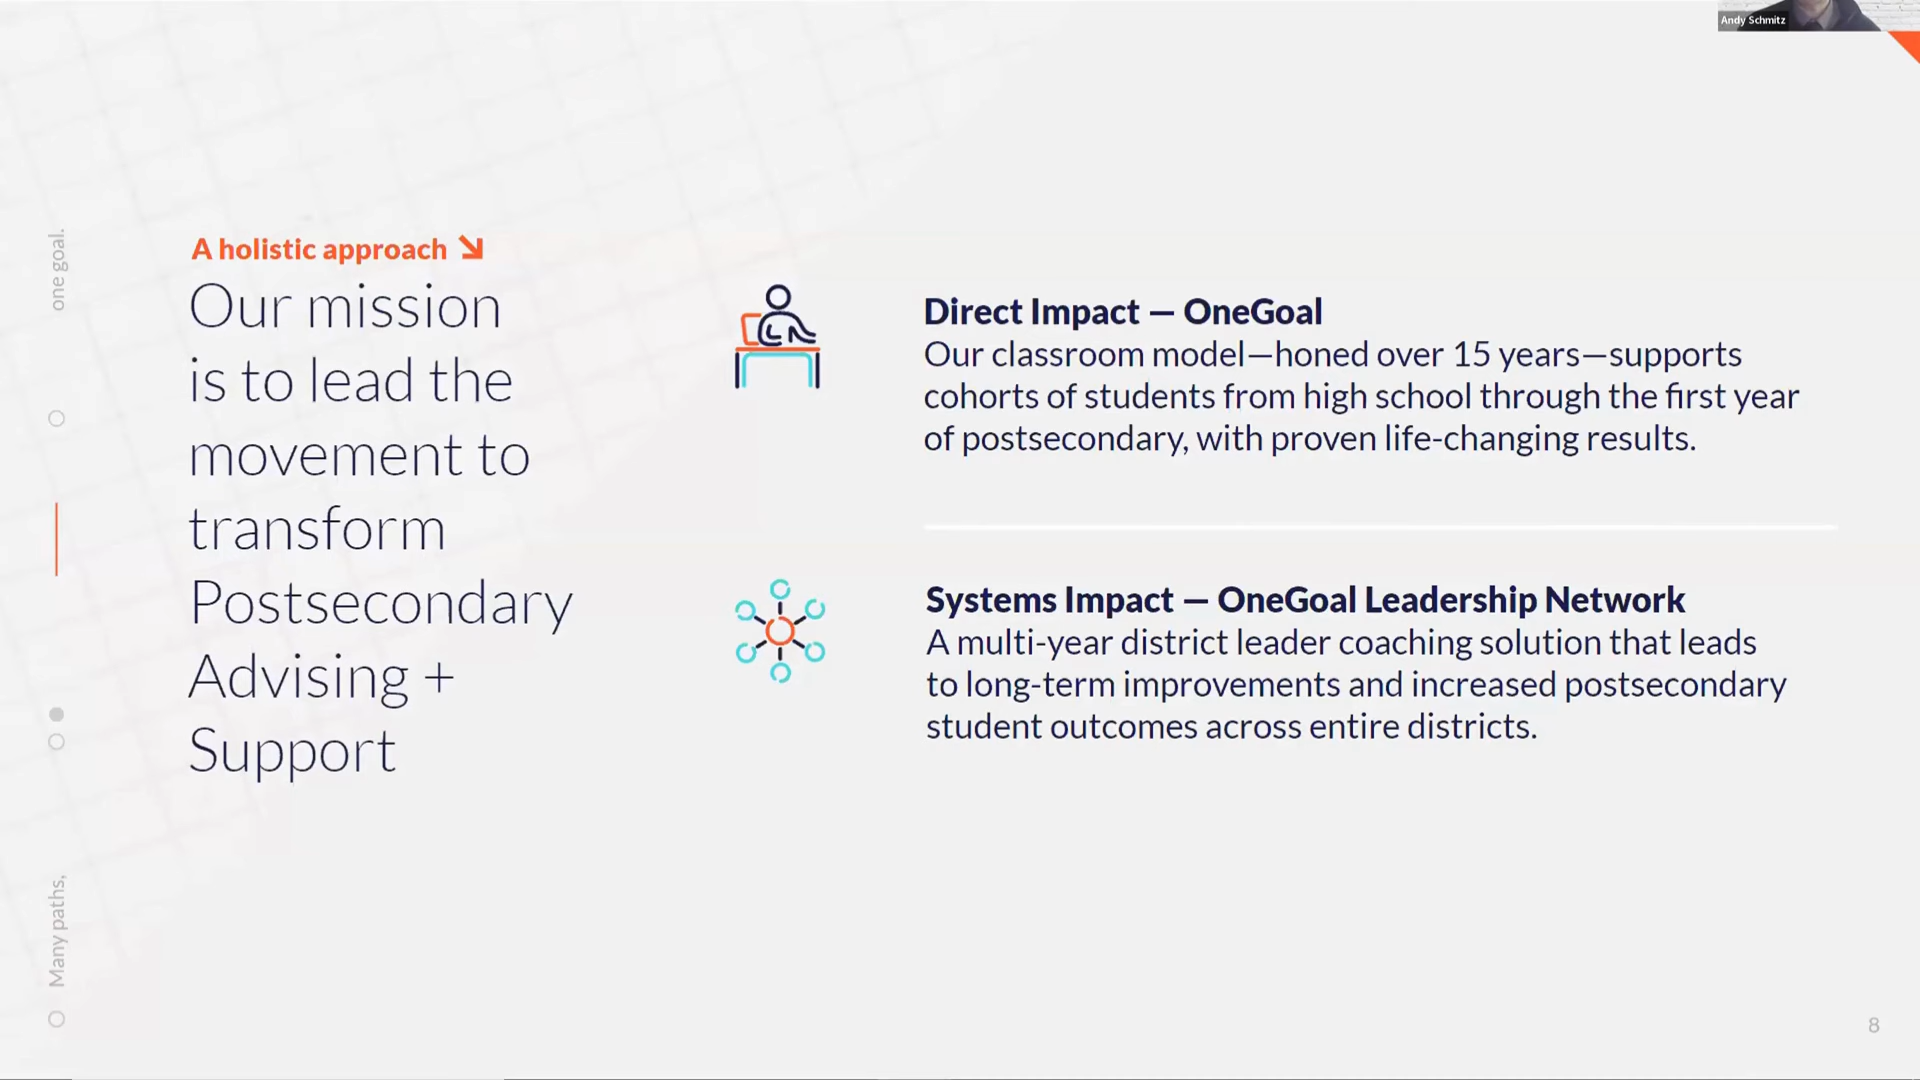 Andy Schmitz
one goal.
Many paths,
A holistic approach
Our mission
is to lead the
movement to
transform
Postsecondary
Advising +
Support
Direct Impact — OneGoal
Our classroom model—honed over 15 years—supports
cohorts of students from high school through the first year
of postsecondary, with proven life-changing results.
Systems Impact — OneGoal Leadership Network
A multi-year district leader coaching solution that leads
to long-term improvements and increased postsecondary
student outcomes across entire districts.
8